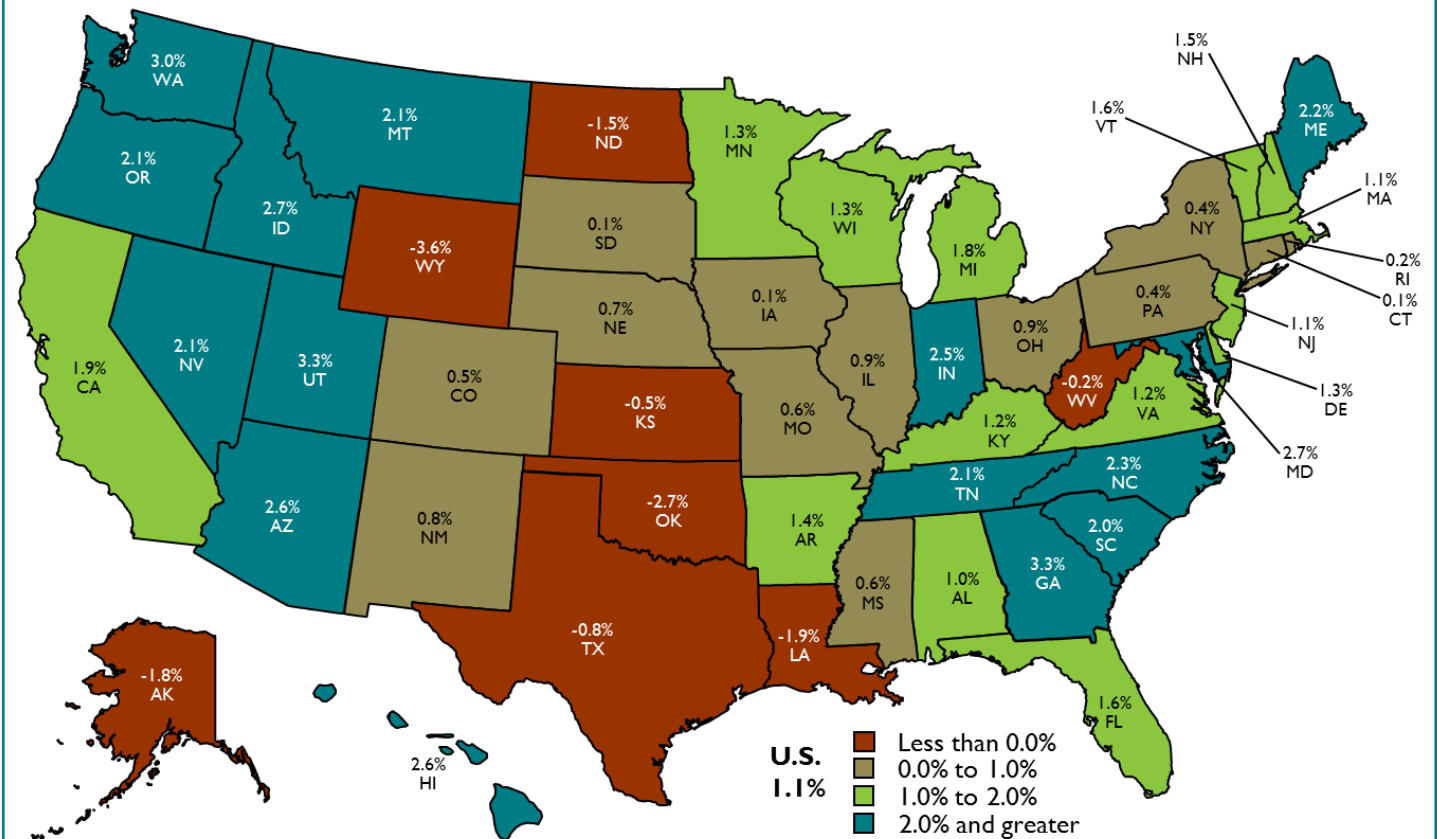 3.0%
WA
2.1%
OR
2.7%
ID
2.1%
MT
-1.5%
ND
1.3%
MN
1.3%
WI
1.8%
MI
1.6%
VT
1.5%
NH
2.2%
ME
1.1%
MA
0.2%
RI
0.1%
CT
0.4%
NY
0.4%
PA
1.1%
NJ
1.3%
DE
2.7%
MD
1.9%
CA
2.1%
NV
3.3%
UT
-3.6%
WY
0.1%
SD
0.7%
NE
0.1%
IA
0.9%
IL
2.5%
IN
0.9%
OH
-0.2%
WV
1.2%
VA
0.5%
CO
-0.5%
KS
0.6%
MO
1.2%
KY
2.6%
AZ
0.8%
NM
-2.7%
OK
1.4%
AR
2.1%
TN
2.3%
NC
2.0%
SC
-0.8%
TX
-1.9%
LA
0.6%
MS
1.0%
AL
3.3%
GA
1.6%
FL
-1.8%
AK
2.6%
HI
U.S.
1.1%
Less than 0.0%
0.0% to 1.0%
1.0% to 2.0%
2.0% and greater